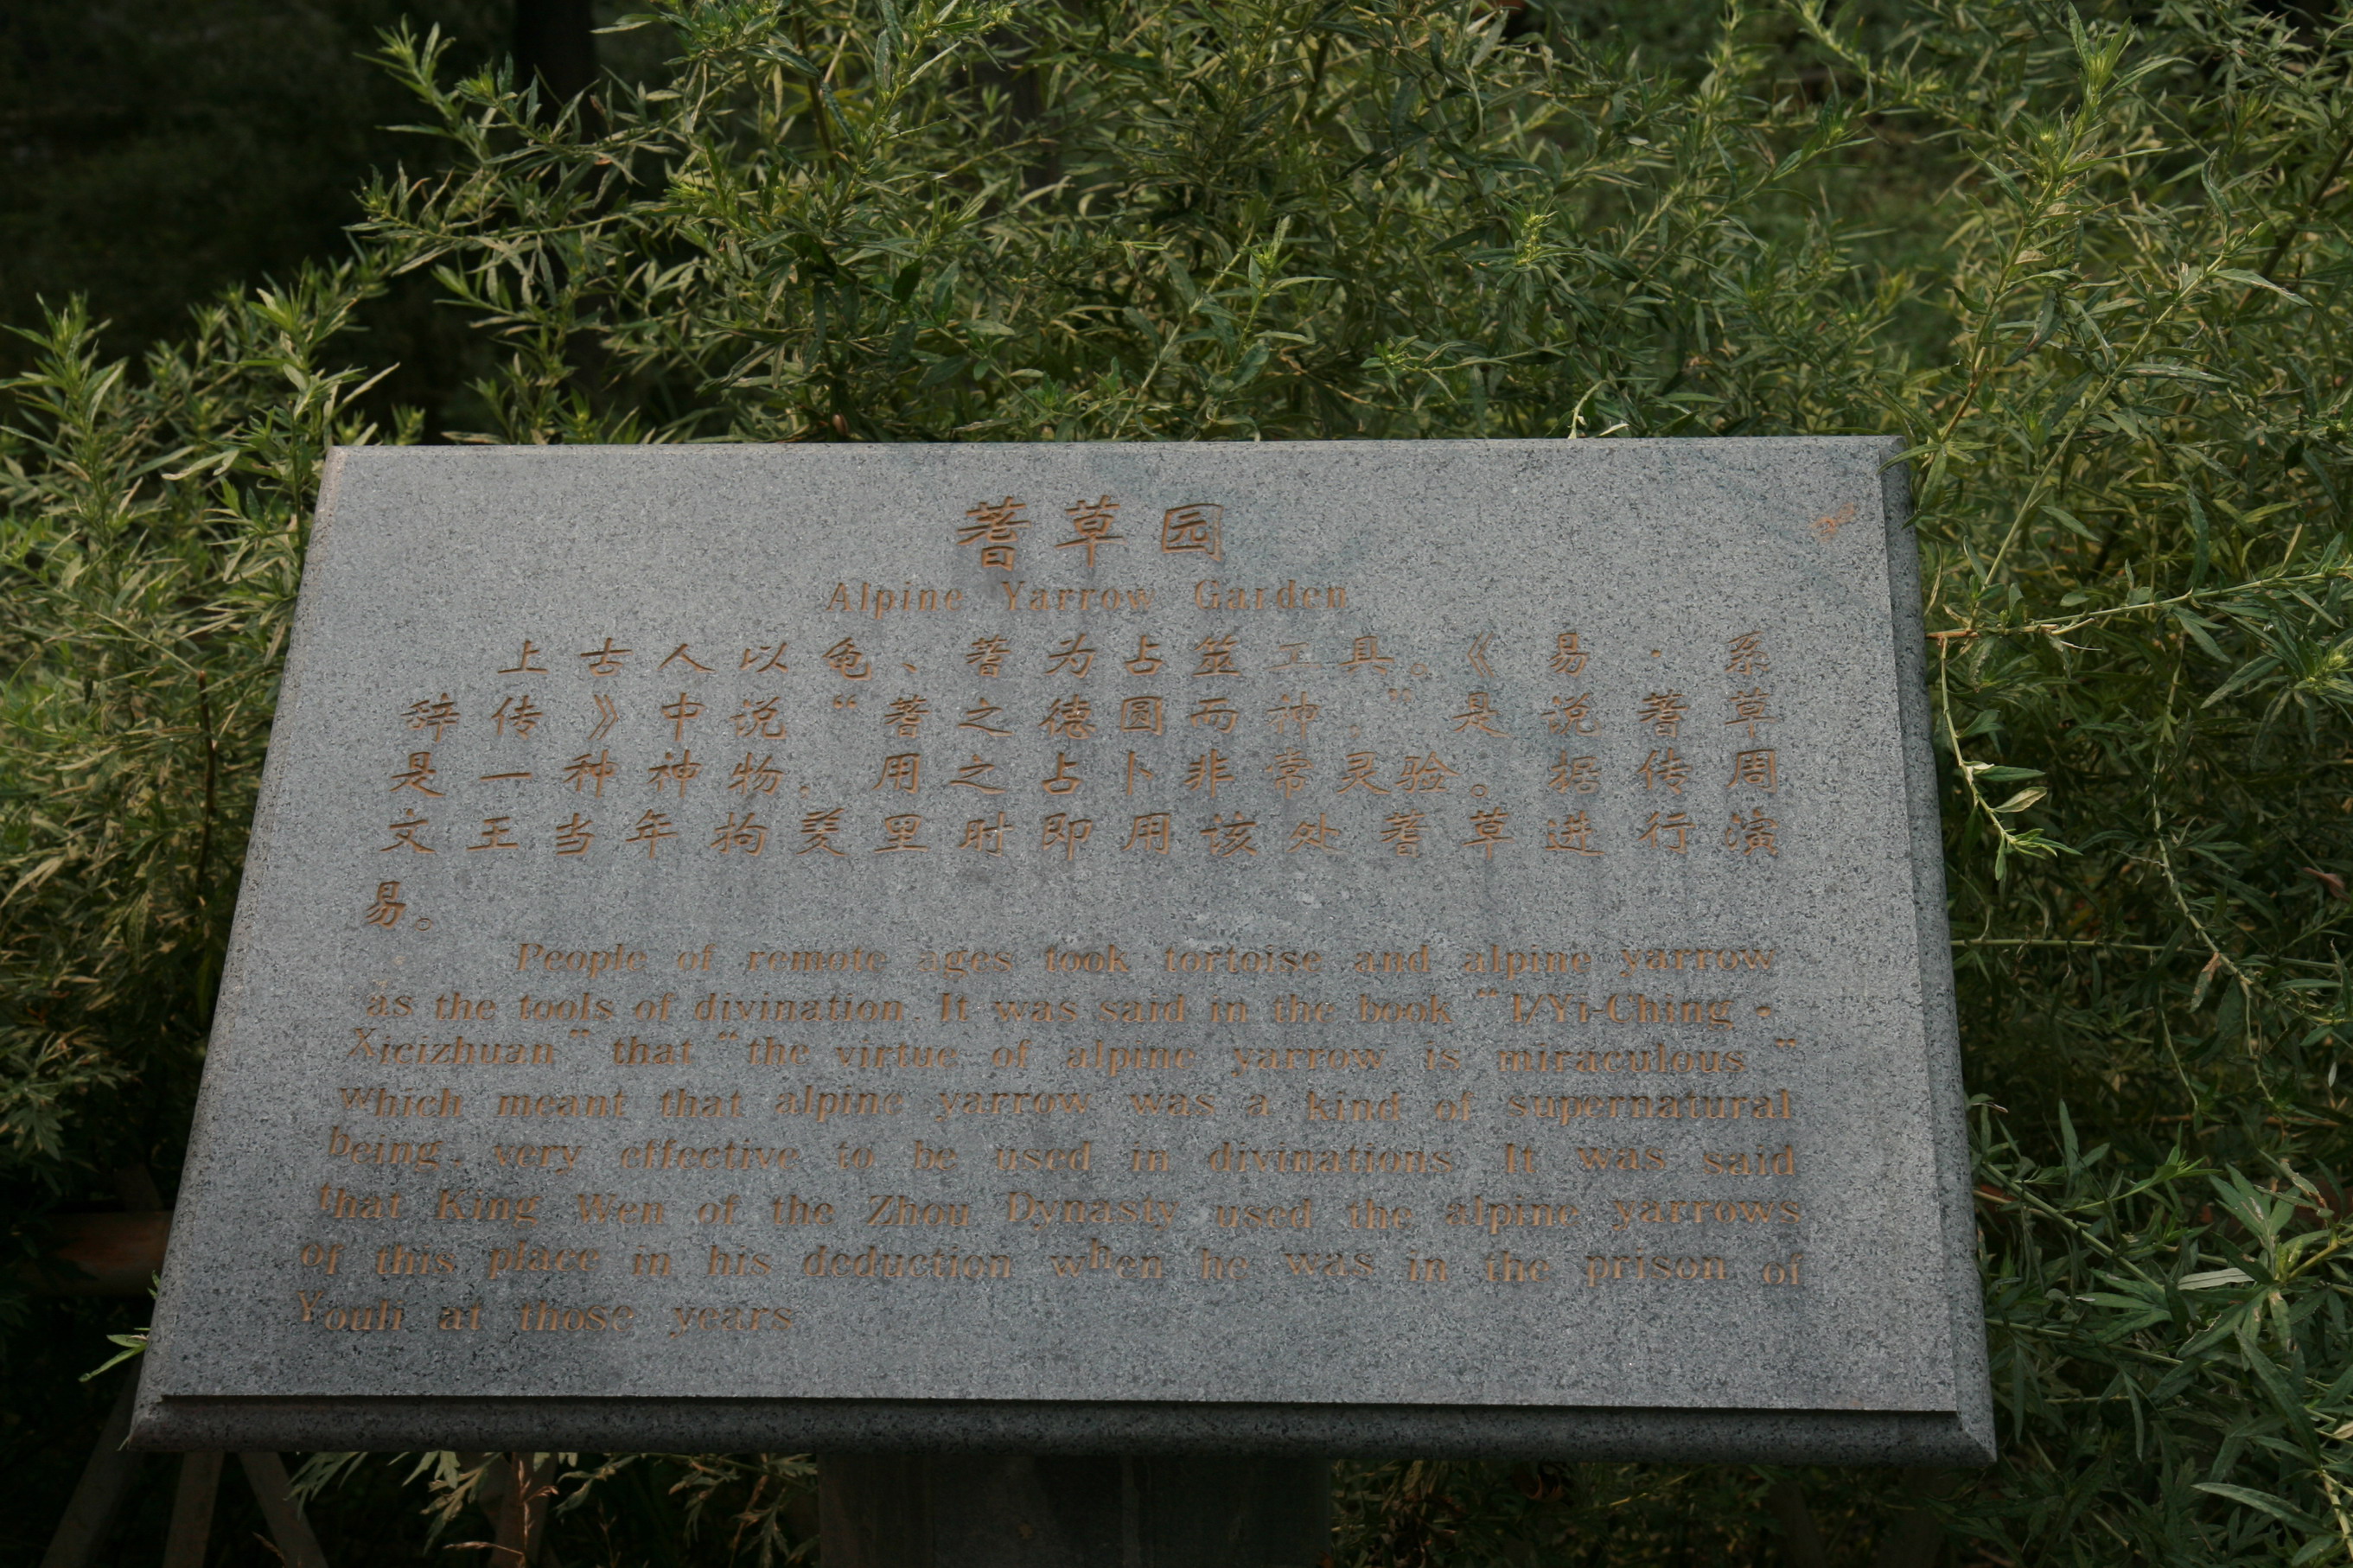 蓍草园
Alpine Yarrow Garden
上古人以龟、蓍为占筮工具。《易·系
辞传》中说“蓍之德圆而神，”是说蓍草
是一种神物，用之占卜非常灵验。据传周
文王当年拘羑里时即用该处蓍草进行演
易。
People of remote ages took tortoise and alpine yarrow
as the tools of divination. It was said in the book “I/Yi-Ching·
Xicizhuan” that “the virtue of alpine yarrow is miraculous”
which meant that alpine yarrow was a kind of supernatural
being, very effective to be used in divinations. It was said
that King Wen of the Zhou Dynasty used the alpine yarrows
of this place in his deduction when he was in the prison of
Youli at those years